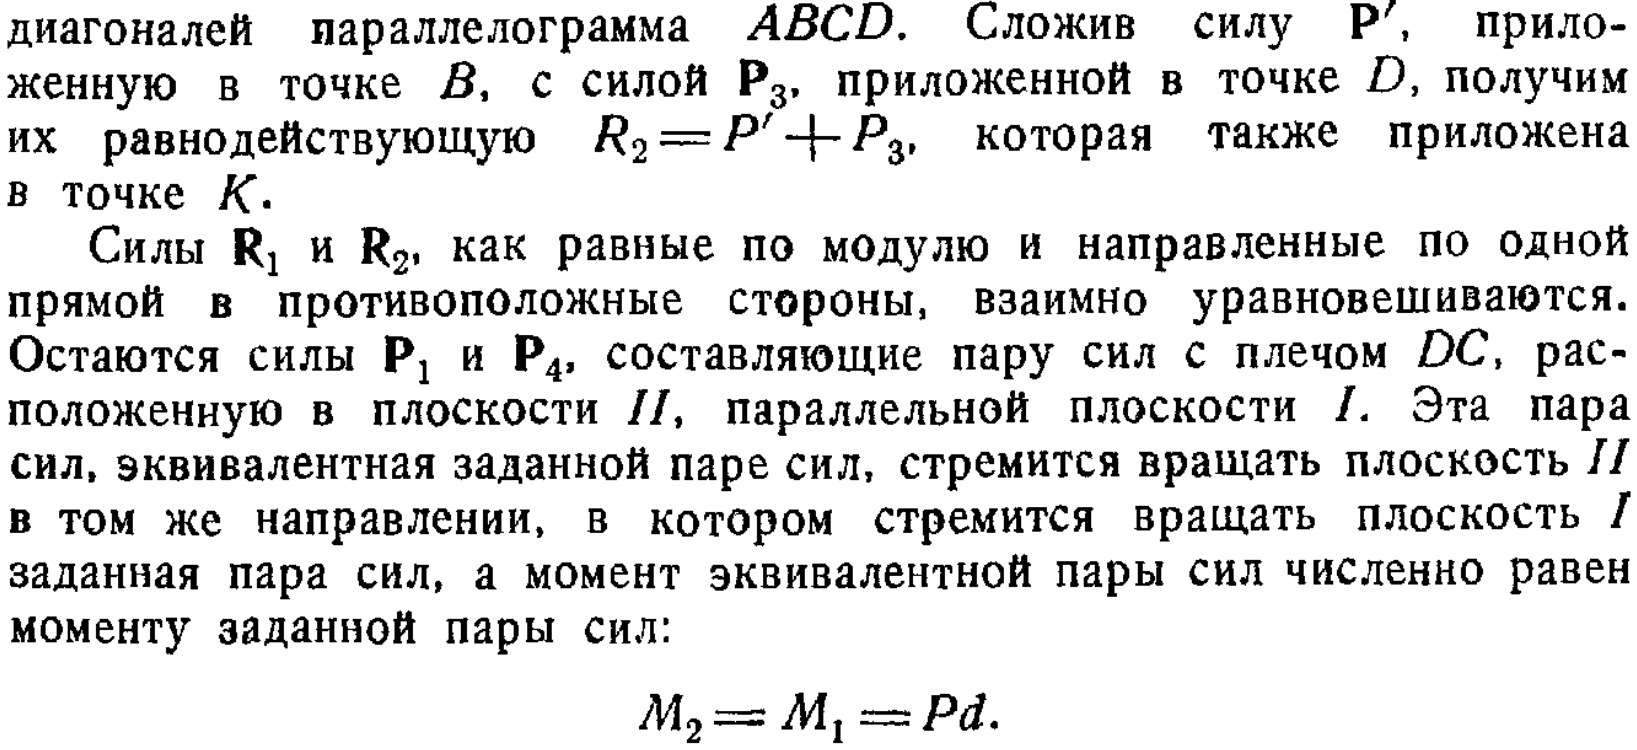 диагоналей параллелограмма ABCD. Сложив силу P′, прило-
женную в точке B, с силой P₃, приложенной в точке D, получим
их равнодействующую R₂ = P′ + P₃, которая также приложена
в точке K.
Силы R₁ и R₂, как равные по модулю и направленные по одной
прямой в противоположные стороны, взаимно уравновешиваются.
Остаются силы P₁ и P₄, составляющие пару сил с плечом DC, рас-
положенную в плоскости II, параллельной плоскости I. Эта пара
сил, эквивалентная заданной паре сил, стремится вращать плоскость II
в том же направлении, в котором стремится вращать плоскость I
заданная пара сил, а момент эквивалентной пары сил численно равен
моменту заданной пары сил:
M₂ = M₁ = Pd.